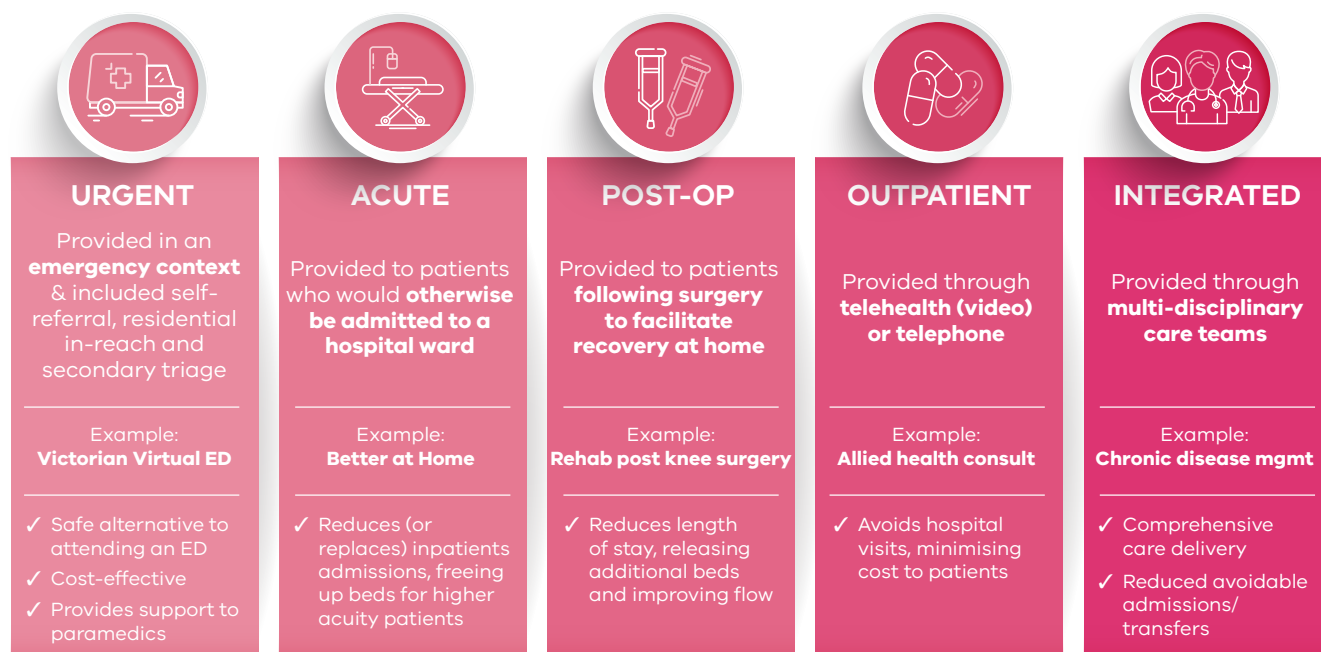 URGENT
Provided in an
emergency context
& included self-
referral, residential
in-reach and
secondary triage
Example:
Victorian Virtual ED
✓ Safe alternative to
attending an ED
✓ Cost-effective
✓ Provides support to
paramedics
ACUTE
Provided to patients
who would otherwise
be admitted to a
hospital ward
Example:
Better at Home
✓ Reduces (or
replaces) inpatients
admissions, freeing
up beds for higher
acuity patients
POST-OP
Provided to patients
following surgery
to facilitate
recovery at home
Example:
Rehab post knee surgery
✓ Reduces length
of stay, releasing
additional beds
and improving flow
OUTPATIENT
Provided through
telehealth (video)
or telephone
Example:
Allied health consult
✓ Avoids hospital
visits, minimising
cost to patients
INTEGRATED
Provided through
multi-disciplinary
care teams
Example:
Chronic disease mgmt
✓ Comprehensive
care delivery
✓ Reduced avoidable
admissions/
transfers